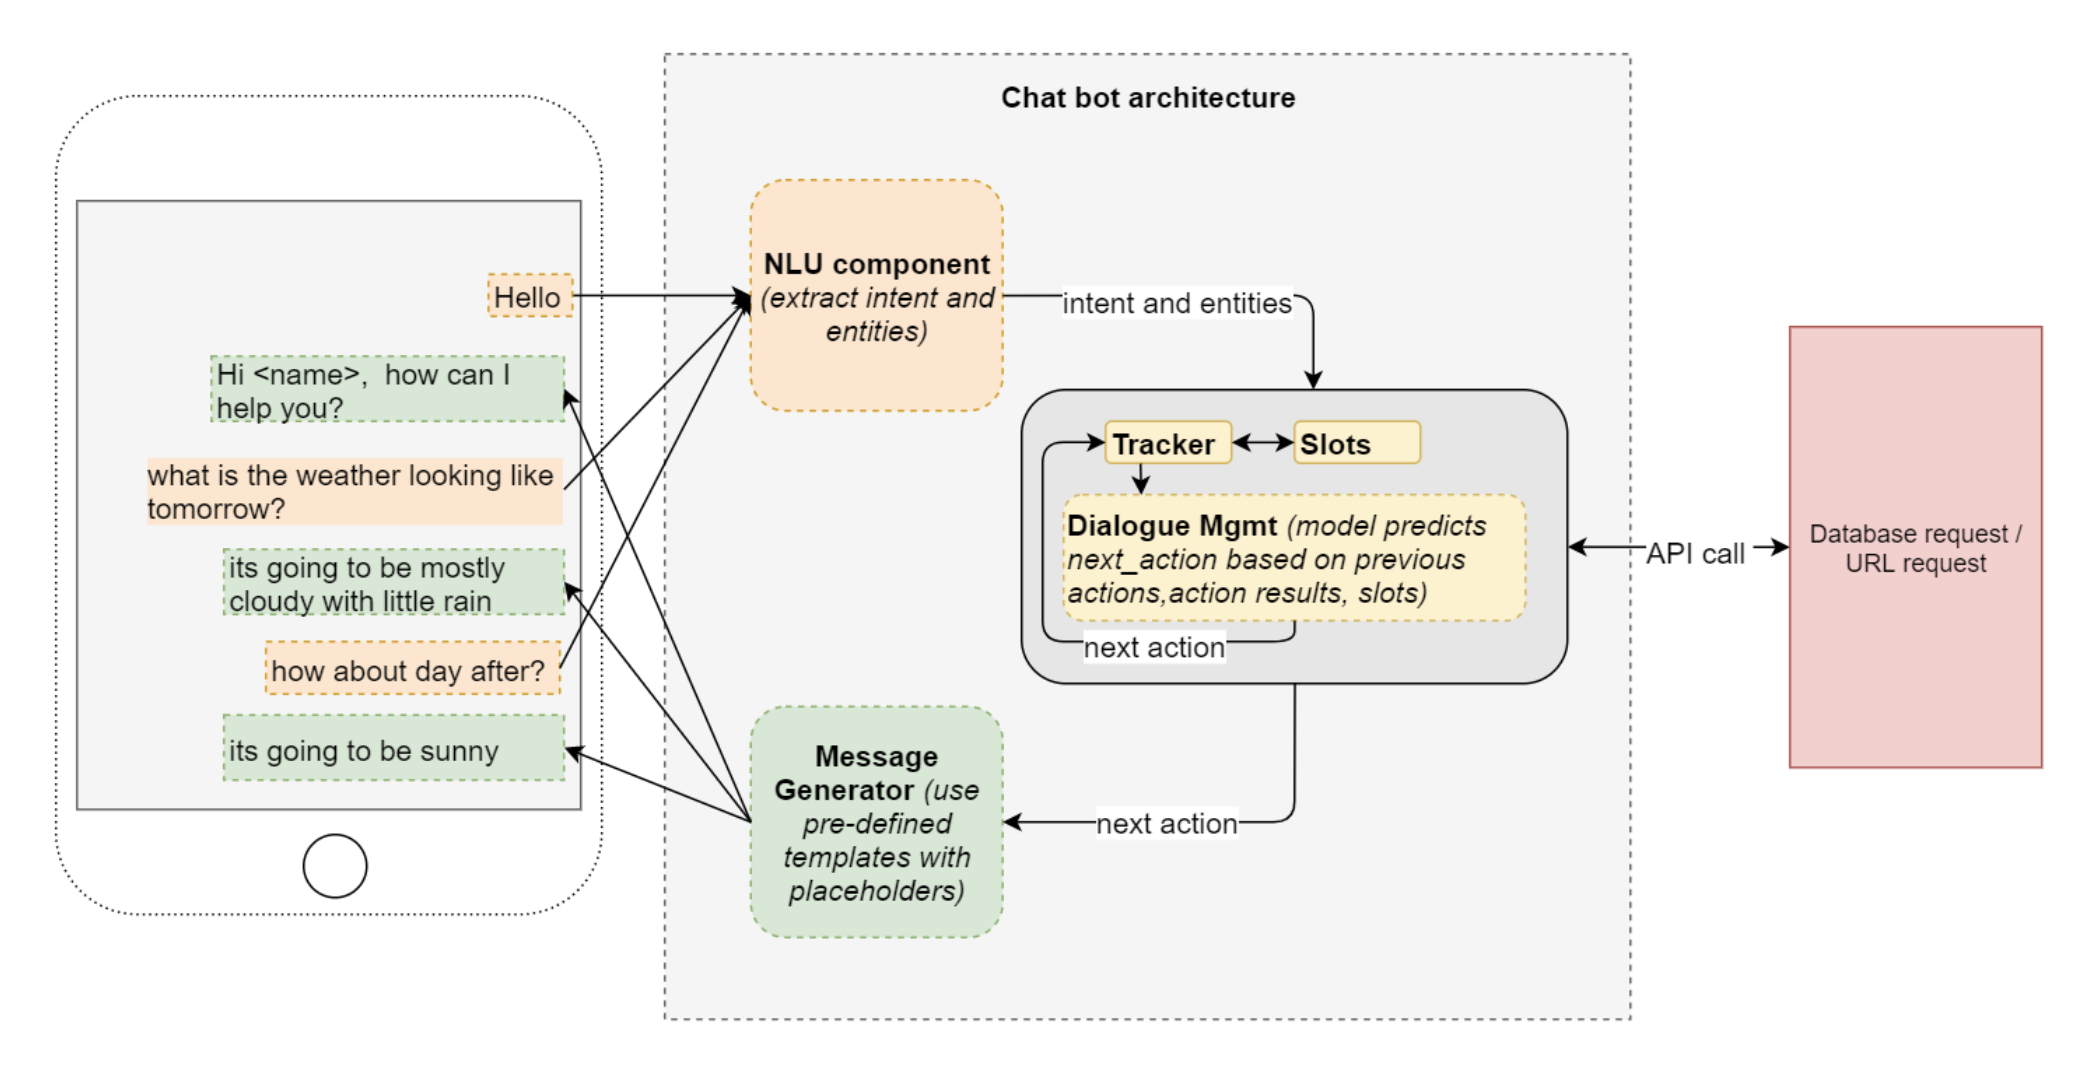 Chat bot architecture
Hello
Hi <name>,  how can I
help you?
what is the weather looking like
tomorrow?
its going to be mostly
cloudy with little rain
how about day after?
its going to be sunny
NLU component
(extract intent and
entities)
intent and entities
Tracker
Slots
Dialogue Mgmt (model predicts
next_action based on previous
actions,action results, slots)
next action
API call
Database request /
URL request
Message
Generator (use
pre-defined
templates with
placeholders)
next action